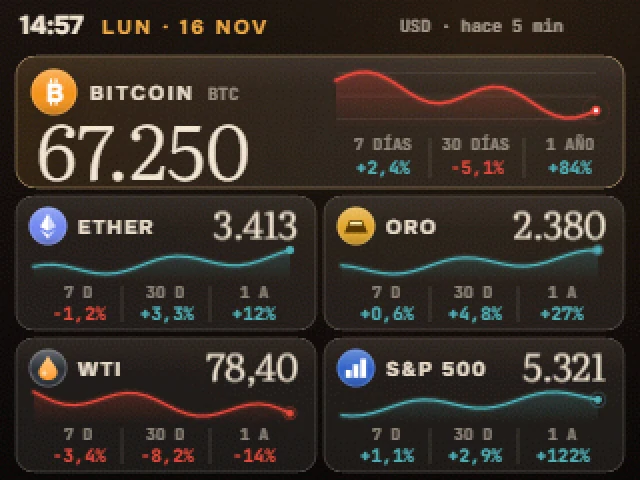 14:57 LUN · 16 NOV USD · hace 5 min
BITCOIN BTC
67.250
7 DÍAS 30 DÍAS 1 AÑO
+2,4% -5,1% +84%
ETHER 3.413
7 D 30 D 1 A
-1,2% +3,3% +12%
ORO 2.380
7 D 30 D 1 A
+0,6% +4,8% +27%
WTI 78,40
7 D 30 D 1 A
-3,4% -8,2% -14%
S&P 500 5.321
7 D 30 D 1 A
+1,1% +2,9% +122%